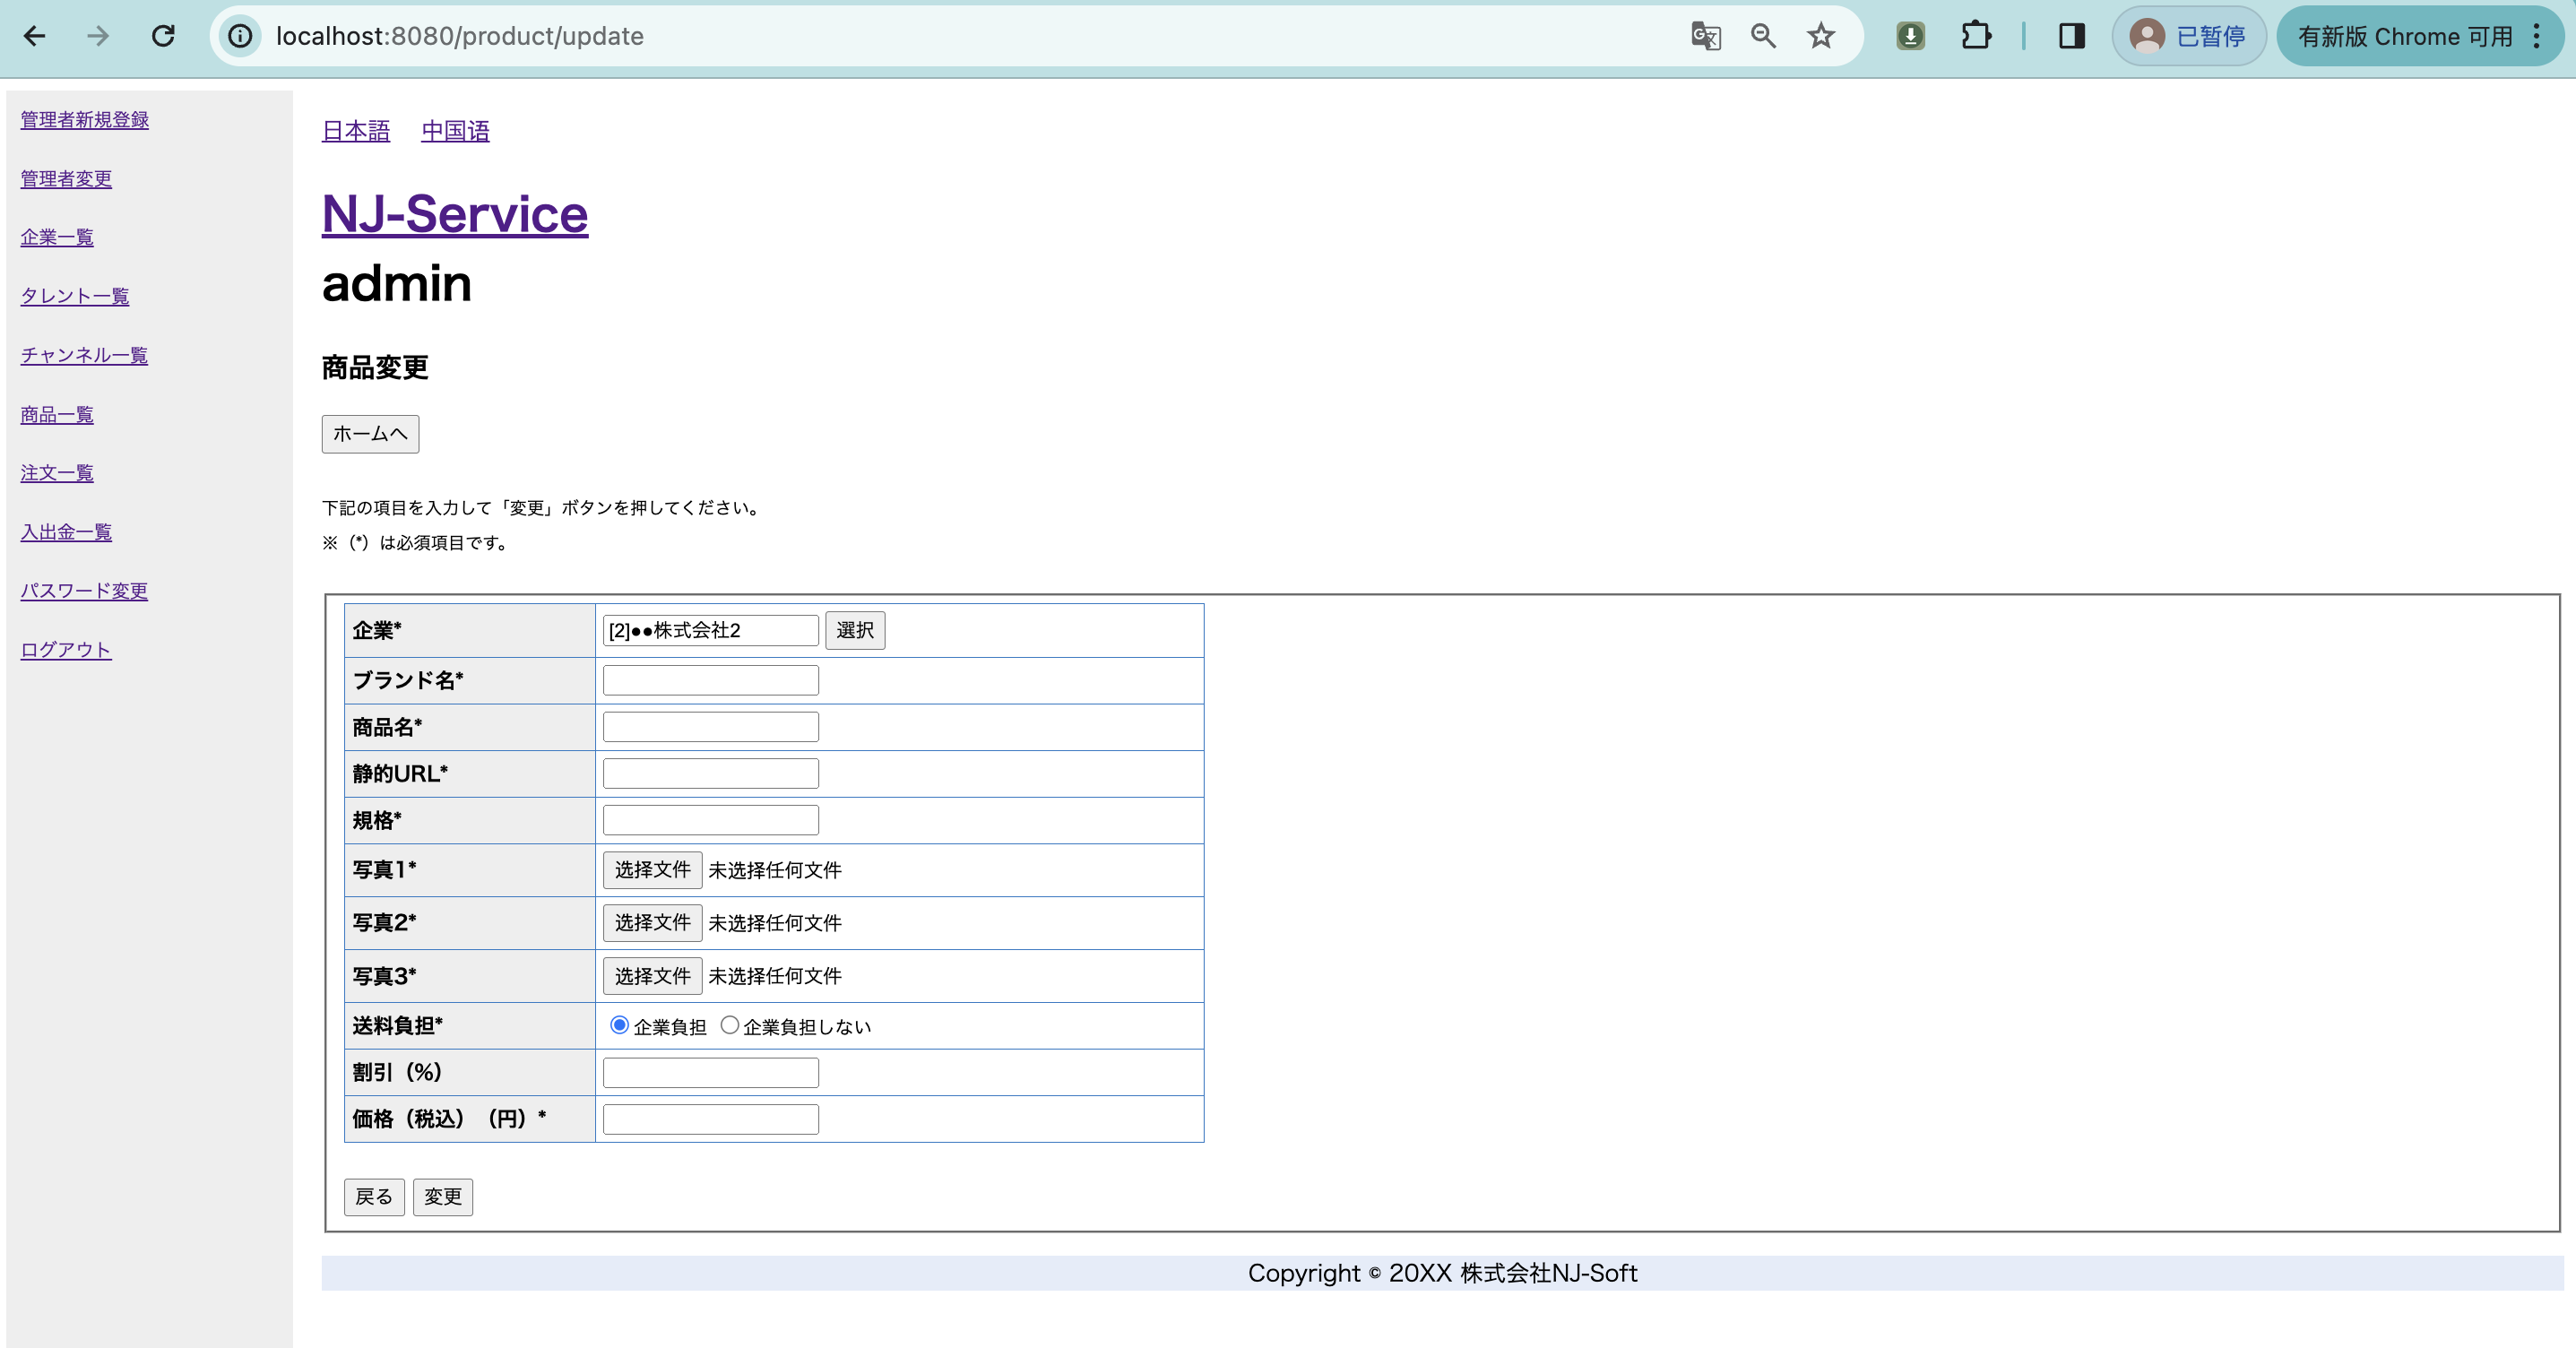 localhost:8080/product/update
已暂停
有新版 Chrome 可用
管理者新規登録
管理者変更
企業一覧
タレント一覧
チャンネル一覧
商品一覧
注文一覧
入出金一覧
パスワード変更
ログアウト
日本語 中国语
NJ-Service
admin
商品変更
ホームへ
下記の項目を入力して「変更」ボタンを押してください。
※（*）は必須項目です。
企業* [2]●●株式会社2 選択
ブランド名*
商品名*
静的URL*
規格*
写真1* 选择文件 未选择任何文件
写真2* 选择文件 未选择任何文件
写真3* 选择文件 未选择任何文件
送料負担* 企業負担 企業負担しない
割引（%）
価格（税込）（円）*
戻る 変更
Copyright © 20XX 株式会社NJ-Soft